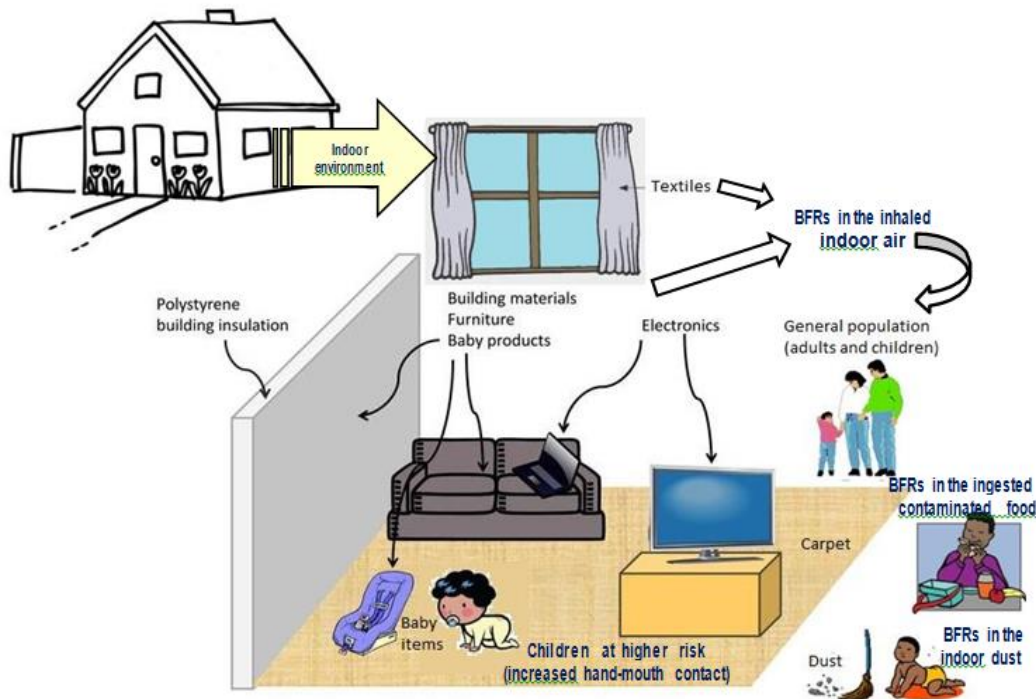 Indoor
environment
Textiles
BFRs in the inhaled
indoor air
Polystyrene
building insulation
Building materials
Furniture
Baby products
Electronics
General population
(adults and children)
BFRs in the ingested
contaminated food
Carpet
Baby
items
Children at higher risk
(increased hand-mouth contact)
Dust
BFRs in the
indoor dust